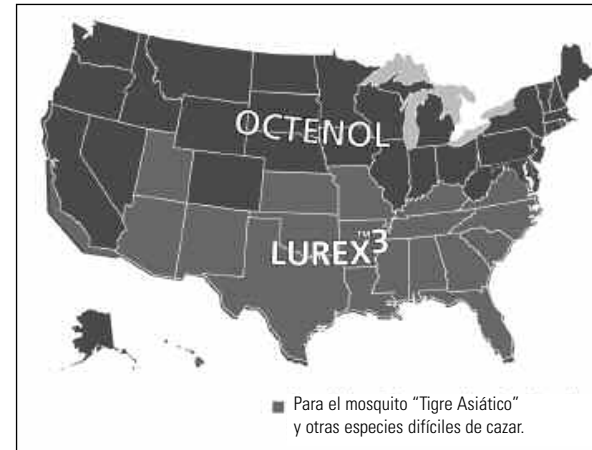 OCTENOL
LUREX™3
Para el mosquito “Tigre Asiático”
y otras especies difíciles de cazar.